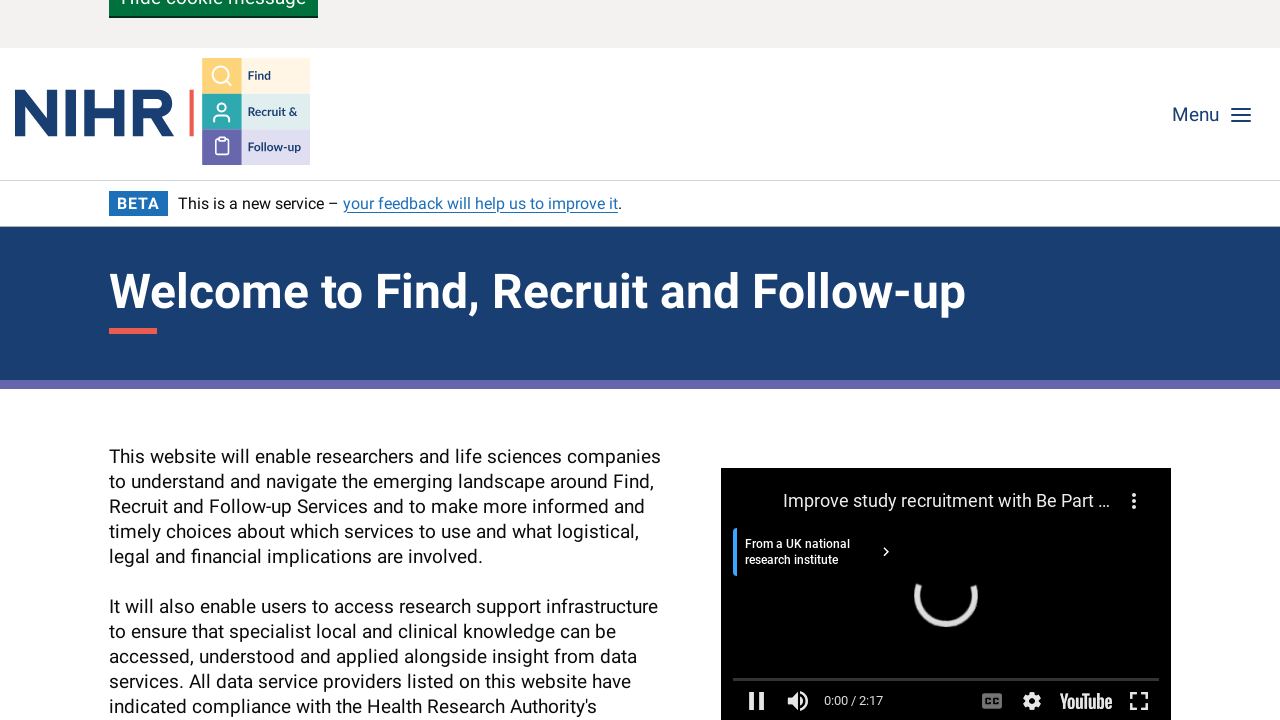 Hide cookie message
NIHR
Find
Recruit &
Follow-up
Menu
BETA This is a new service – your feedback will help us to improve it.
Welcome to Find, Recruit and Follow-up
This website will enable researchers and life sciences companies
to understand and navigate the emerging landscape around Find,
Recruit and Follow-up Services and to make more informed and
timely choices about which services to use and what logistical,
legal and financial implications are involved.
It will also enable users to access research support infrastructure
to ensure that specialist local and clinical knowledge can be
accessed, understood and applied alongside insight from data
services. All data service providers listed on this website have
indicated compliance with the Health Research Authority's
Improve study recruitment with Be Part ...
From a UK national
research institute
0:00 / 2:17
CC
YouTube